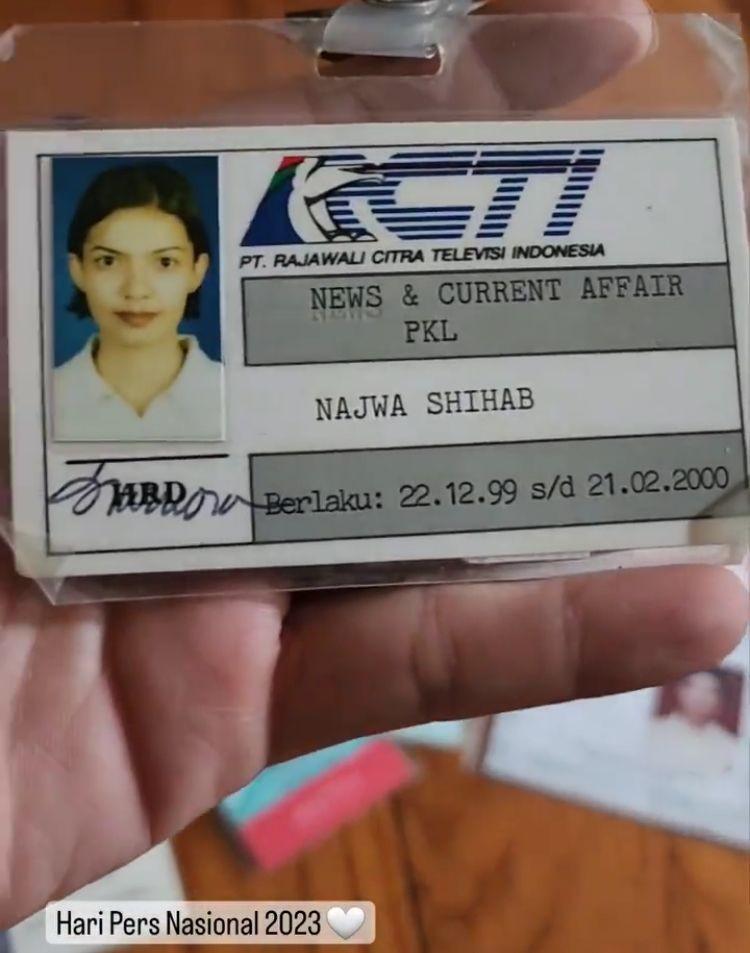 RCTI
PT. RAJAWALI CITRA TELEVISI INDONESIA
NEWS & CURRENT AFFAIR
PKL
NAJWA SHIHAB
HRD
Berlaku: 22.12.99 s/d 21.02.2000
Hari Pers Nasional 2023🤍